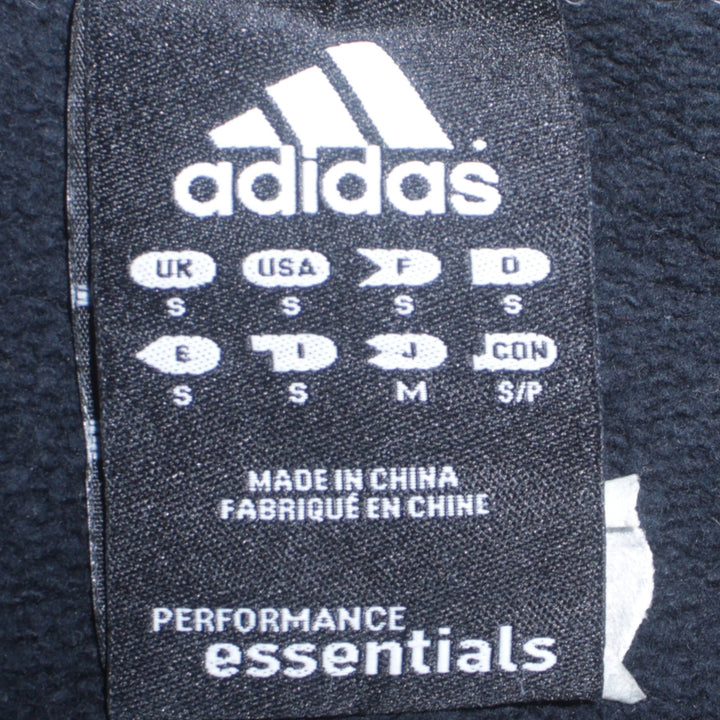 adidas
UK USA F D
S S S S
E I J CON
S S M S/P
MADE IN CHINA
FABRIQUÉ EN CHINE
PERFORMANCE
essentials